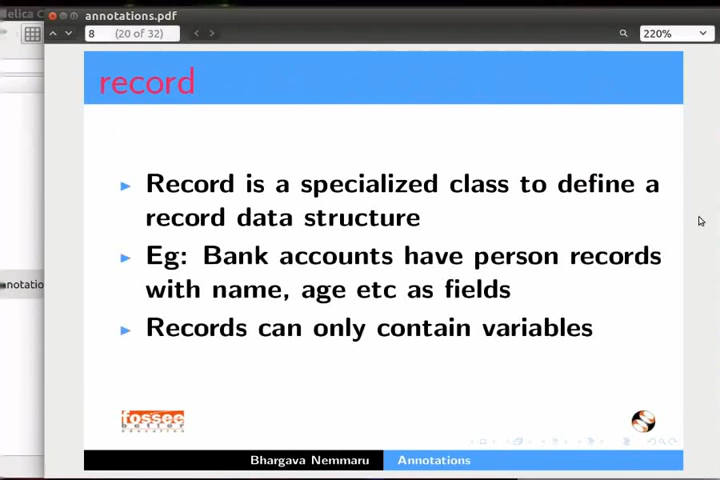 elica C
annotations.pdf
8 (20 of 32) 220%
record
Record is a specialized class to define a
record data structure
Eg: Bank accounts have person records
with name, age etc as fields
Records can only contain variables
nnotatio
fossee
Bhargava Nemmaru Annotations